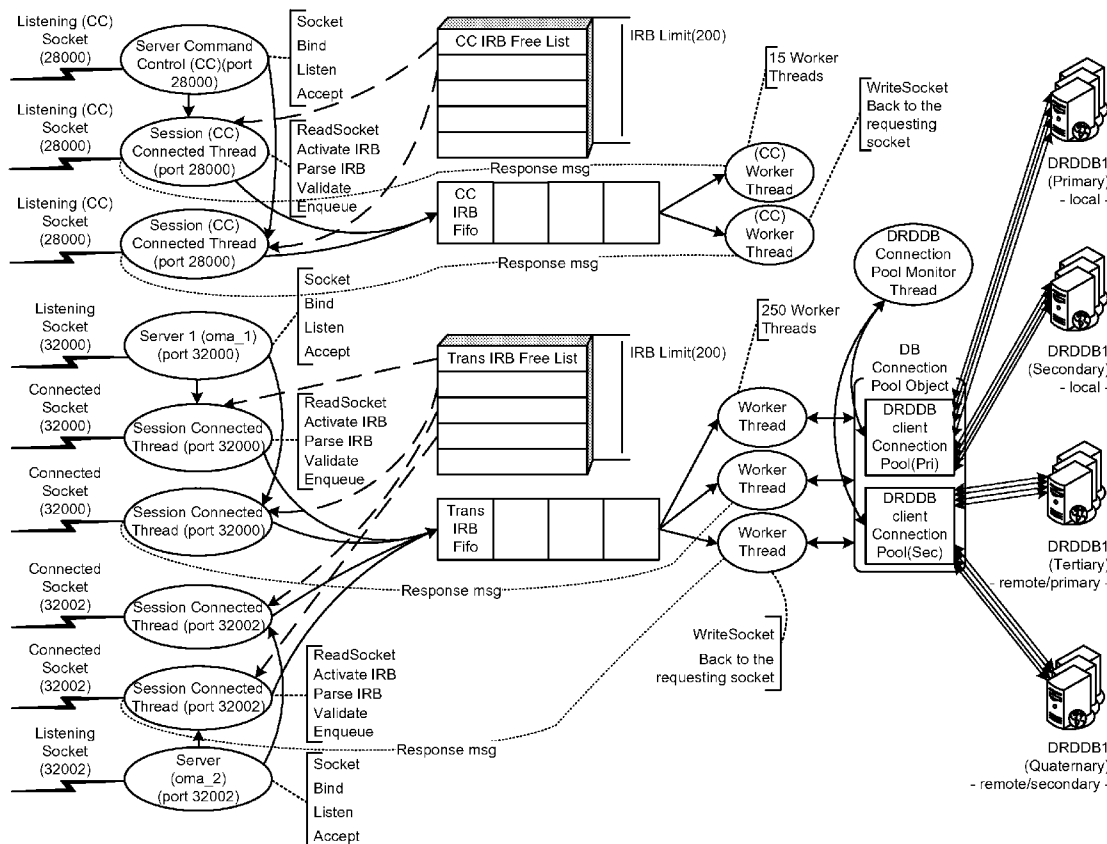 Listening (CC)
Socket
(28000)
Server Command
Control (CC)(port
28000)
Socket
Bind
Listen
Accept
CC IRB Free List
IRB Limit(200)
15 Worker
Threads
WriteSocket
Back to the
requesting
socket
DRDDB1
(Primary)
- local -
Listening (CC)
Socket
(28000)
Session (CC)
Connected Thread
(port 28000)
ReadSocket
Activate IRB
Parse IRB
Validate
Enqueue
Response msg
(CC)
Worker
Thread
CC
IRB
Fifo
(CC)
Worker
Thread
Listening (CC)
Socket
(28000)
Session (CC)
Connected Thread
(port 28000)
Response msg
DRDDB
Connection
Pool Monitor
Thread
DRDDB1
(Secondary)
- local -
Listening
Socket
(32000)
Server 1 (oma_1)
(port 32000)
Socket
Bind
Listen
Accept
Trans IRB Free List
IRB Limit(200)
250 Worker
Threads
DB
Connection
Pool Object
Connected
Socket
(32000)
Session Connected
Thread (port 32000)
ReadSocket
Activate IRB
Parse IRB
Validate
Enqueue
Worker
Thread
DRDDB
client
Connection
Pool(Pri)
Connected Socket
(32000)
Session Connected
Thread (port 32000)
Trans
IRB
Fifo
Worker
Thread
Worker
Thread
DRDDB
client
Connection
Pool(Sec)
DRDDB1
(Tertiary)
- remote/primary -
Response msg
Connected
Socket
(32002)
Session Connected
Thread (port 32002)
WriteSocket
Back to the
requesting socket
Connected
Socket
(32002)
Session Connected
Thread (port 32002)
ReadSocket
Activate IRB
Parse IRB
Validate
Enqueue
Response msg
Listening
Socket
(32002)
Server
(oma_2)
(port 32002)
Socket
Bind
Listen
Accept
DRDDB1
(Quaternary)
- remote/secondary -